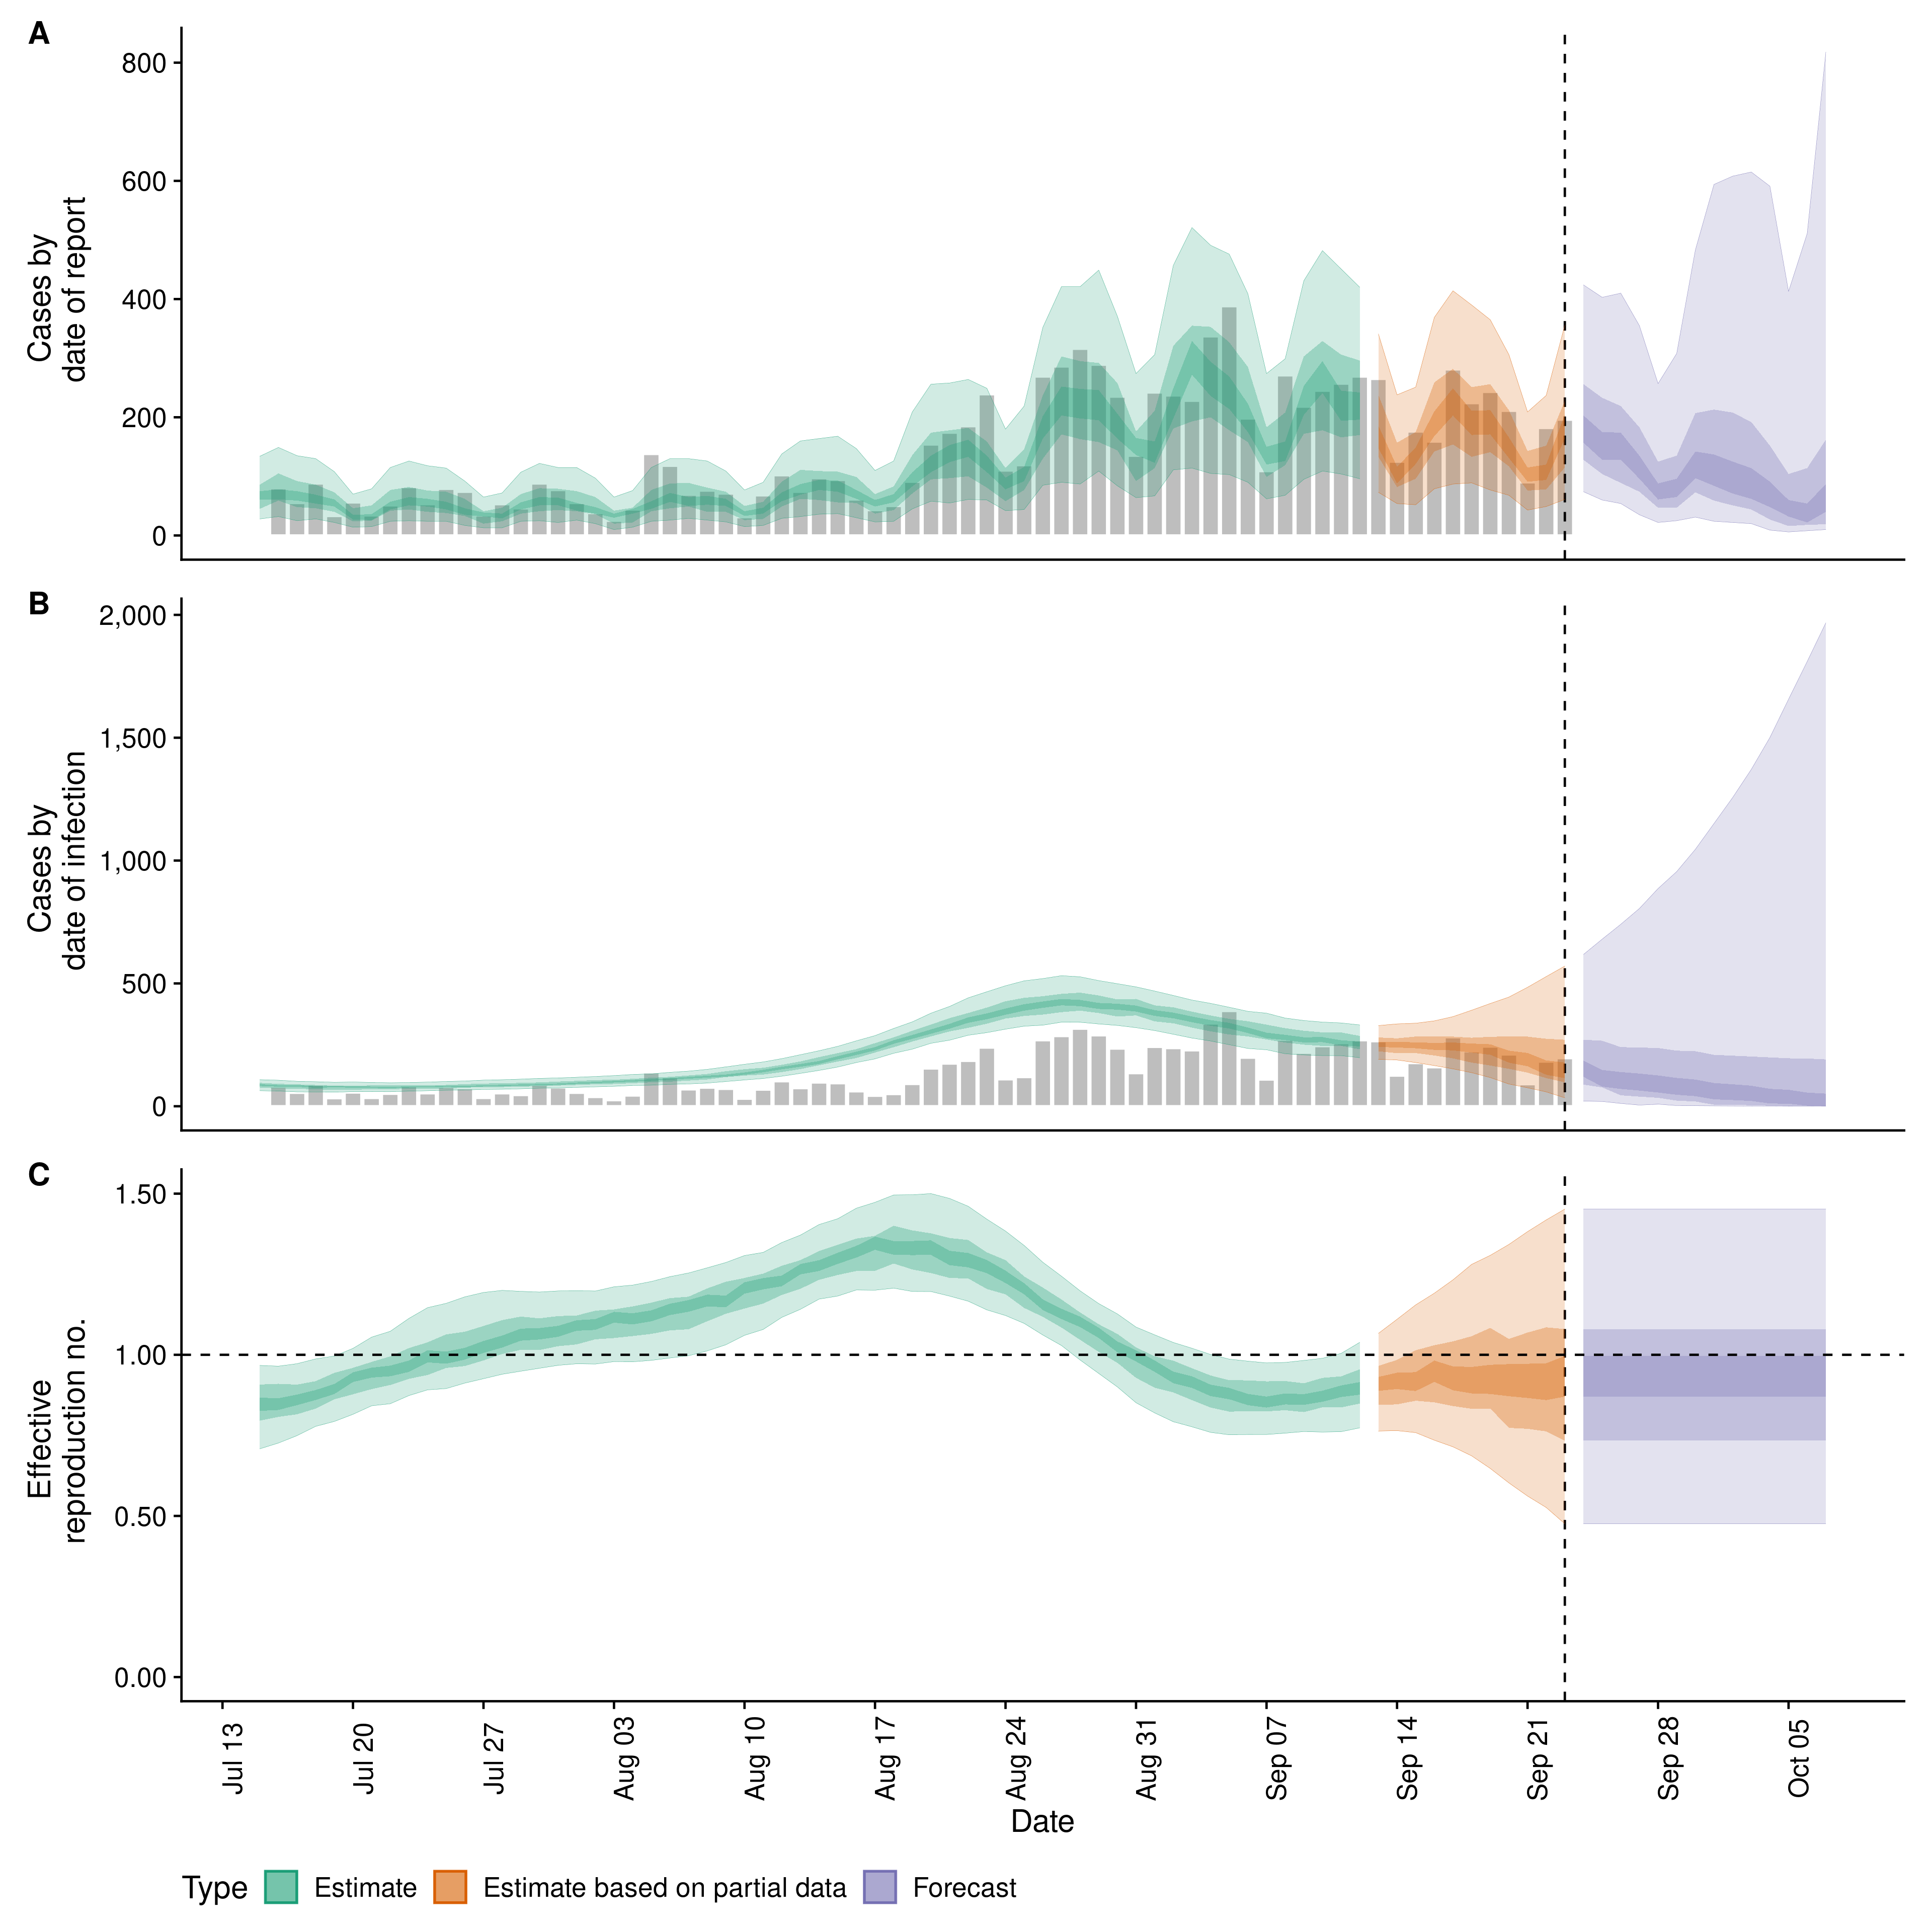 A
800
600
400
200
0
Cases by
date of report
B
2,000
1,500
1,000
500
0
Cases by
date of infection
C
1.50
1.00
0.50
0.00
Effective
reproduction no.
Jul 13
Jul 20
Jul 27
Aug 03
Aug 10
Aug 17
Aug 24
Aug 31
Sep 07
Sep 14
Sep 21
Sep 28
Oct 05
Date
Type Estimate Estimate based on partial data Forecast